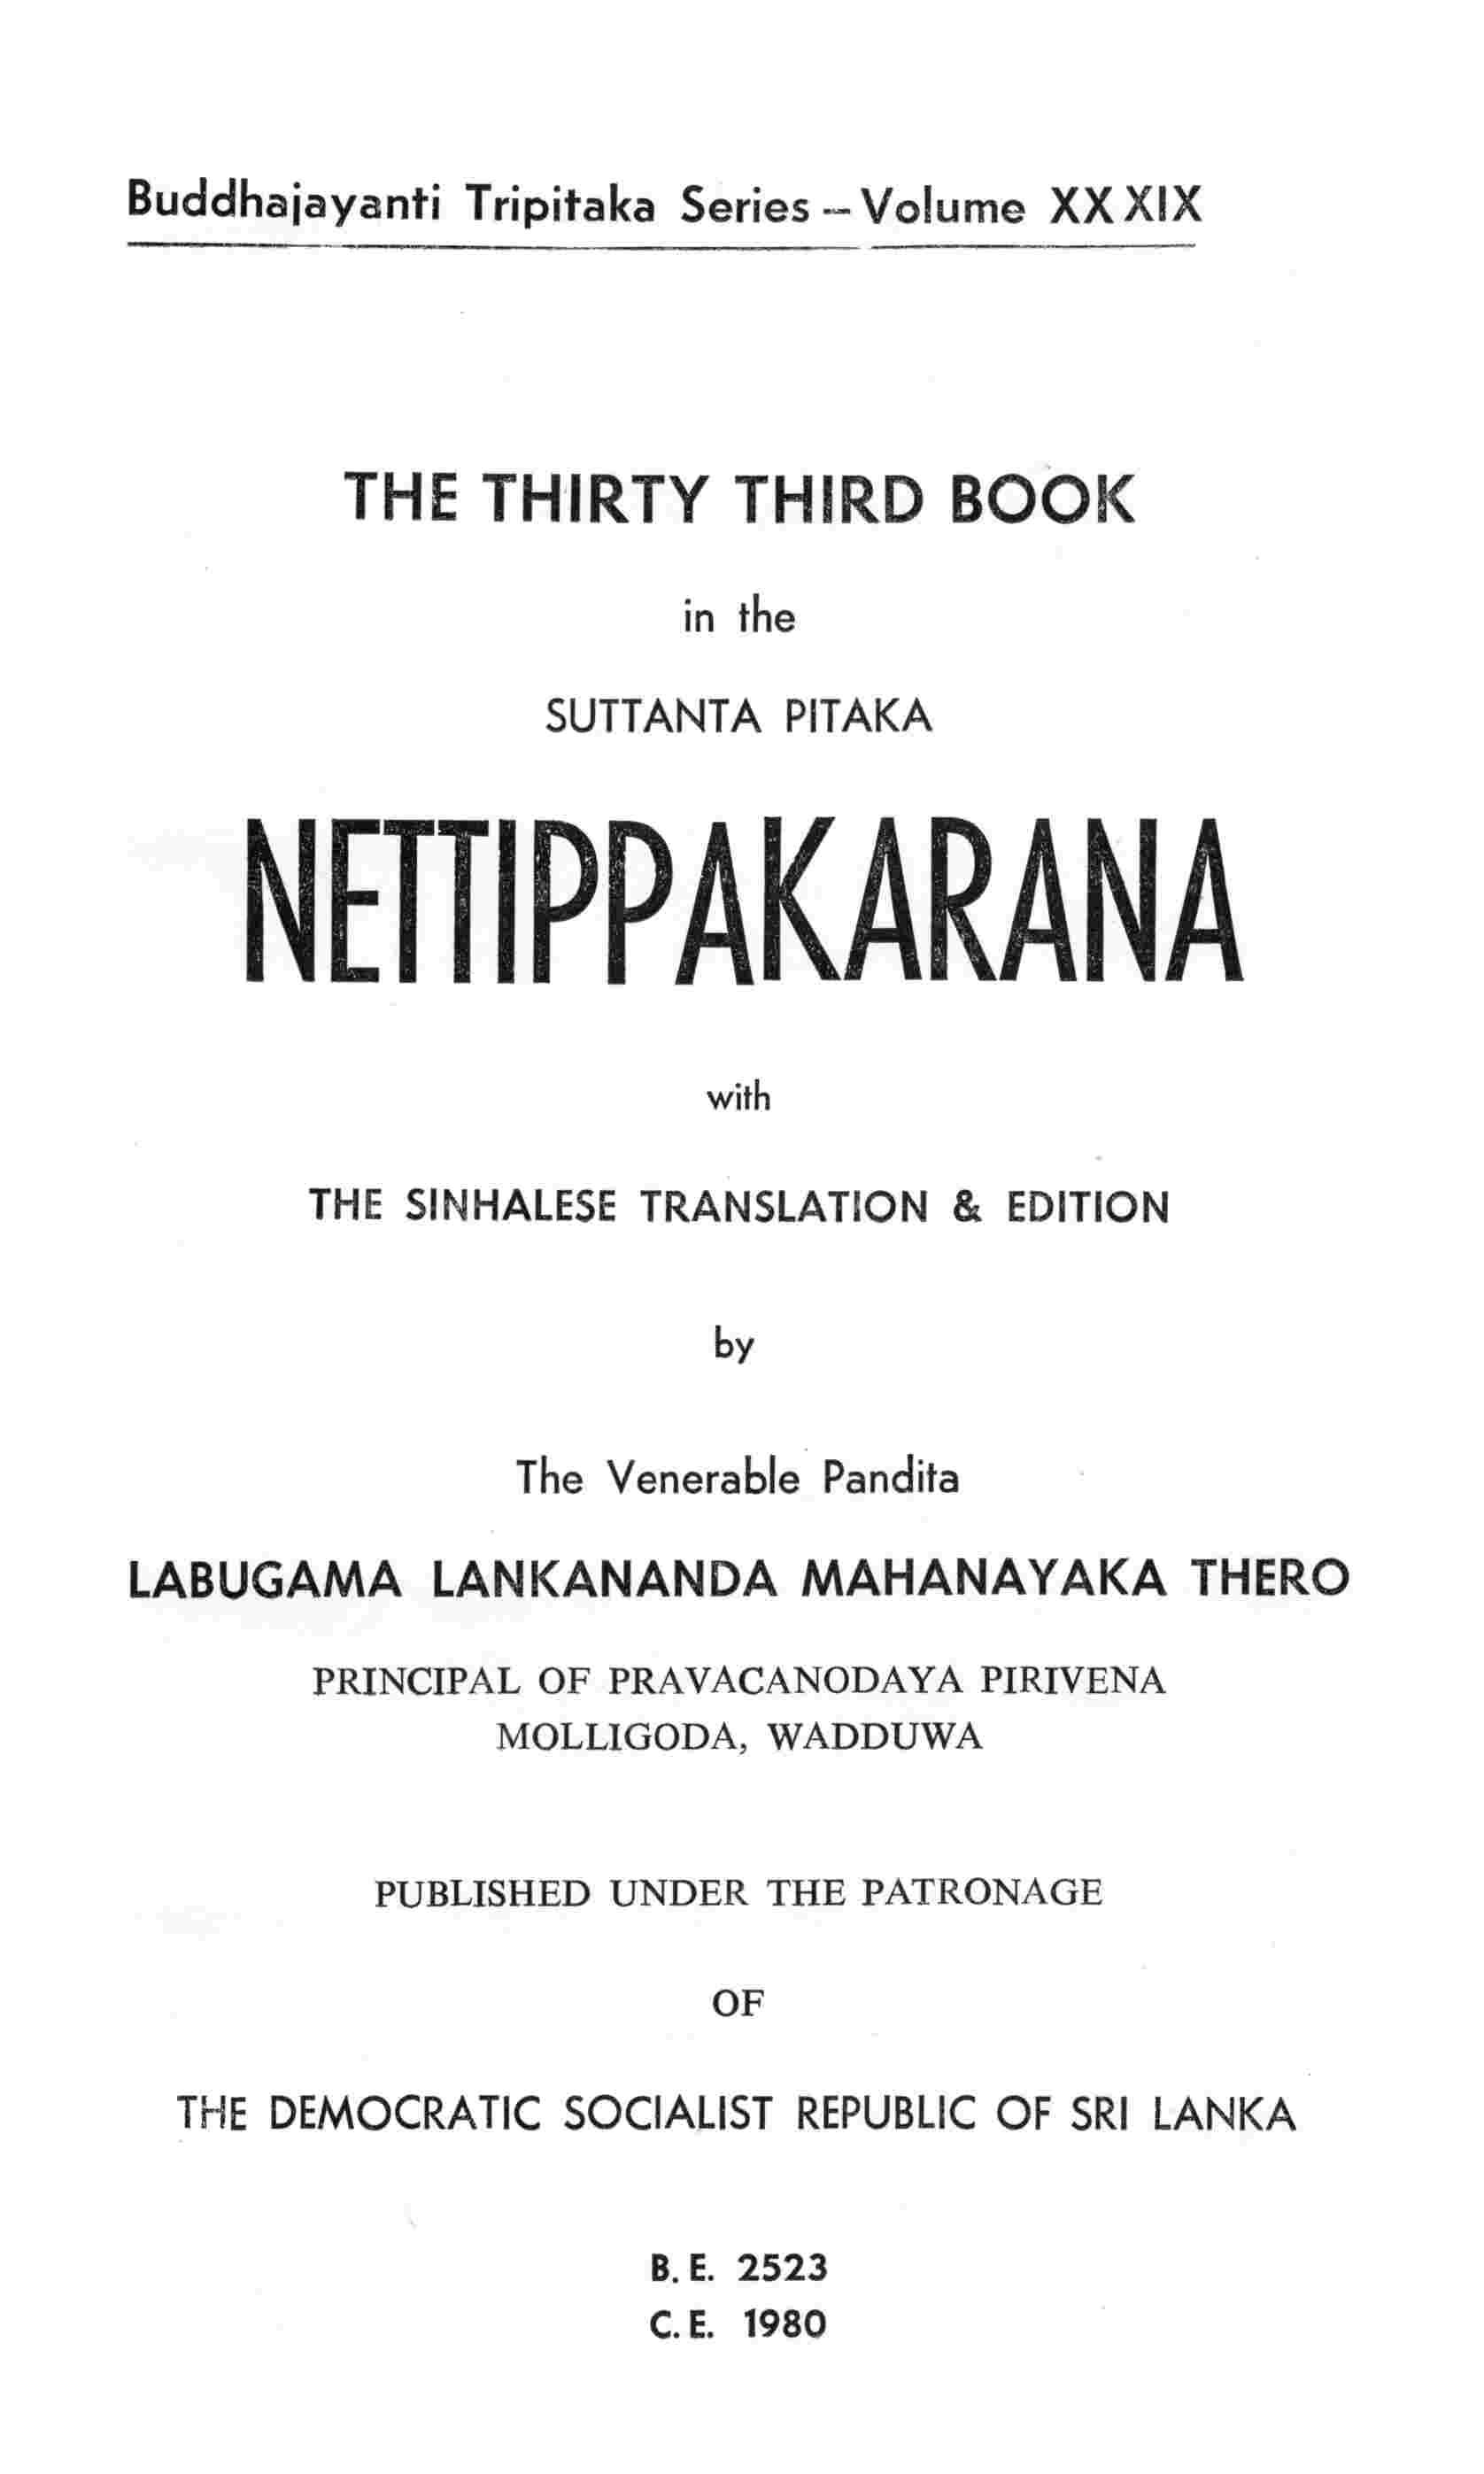 Buddhajayanti Tripitaka Series – Volume XXXIX
THE THIRTY THIRD BOOK
in the
SUTTANTA PITAKA
NETTIPPAKARANA
with
THE SINHALESE TRANSLATION & EDITION
by
The Venerable Pandita
LABUGAMA LANKANANDA MAHANAYAKA THERO
PRINCIPAL OF PRAVACANODAYA PIRIVENA
MOLLIGODA, WADDUWA
PUBLISHED UNDER THE PATRONAGE
OF
THE DEMOCRATIC SOCIALIST REPUBLIC OF SRI LANKA
B. E. 2523
C. E. 1980